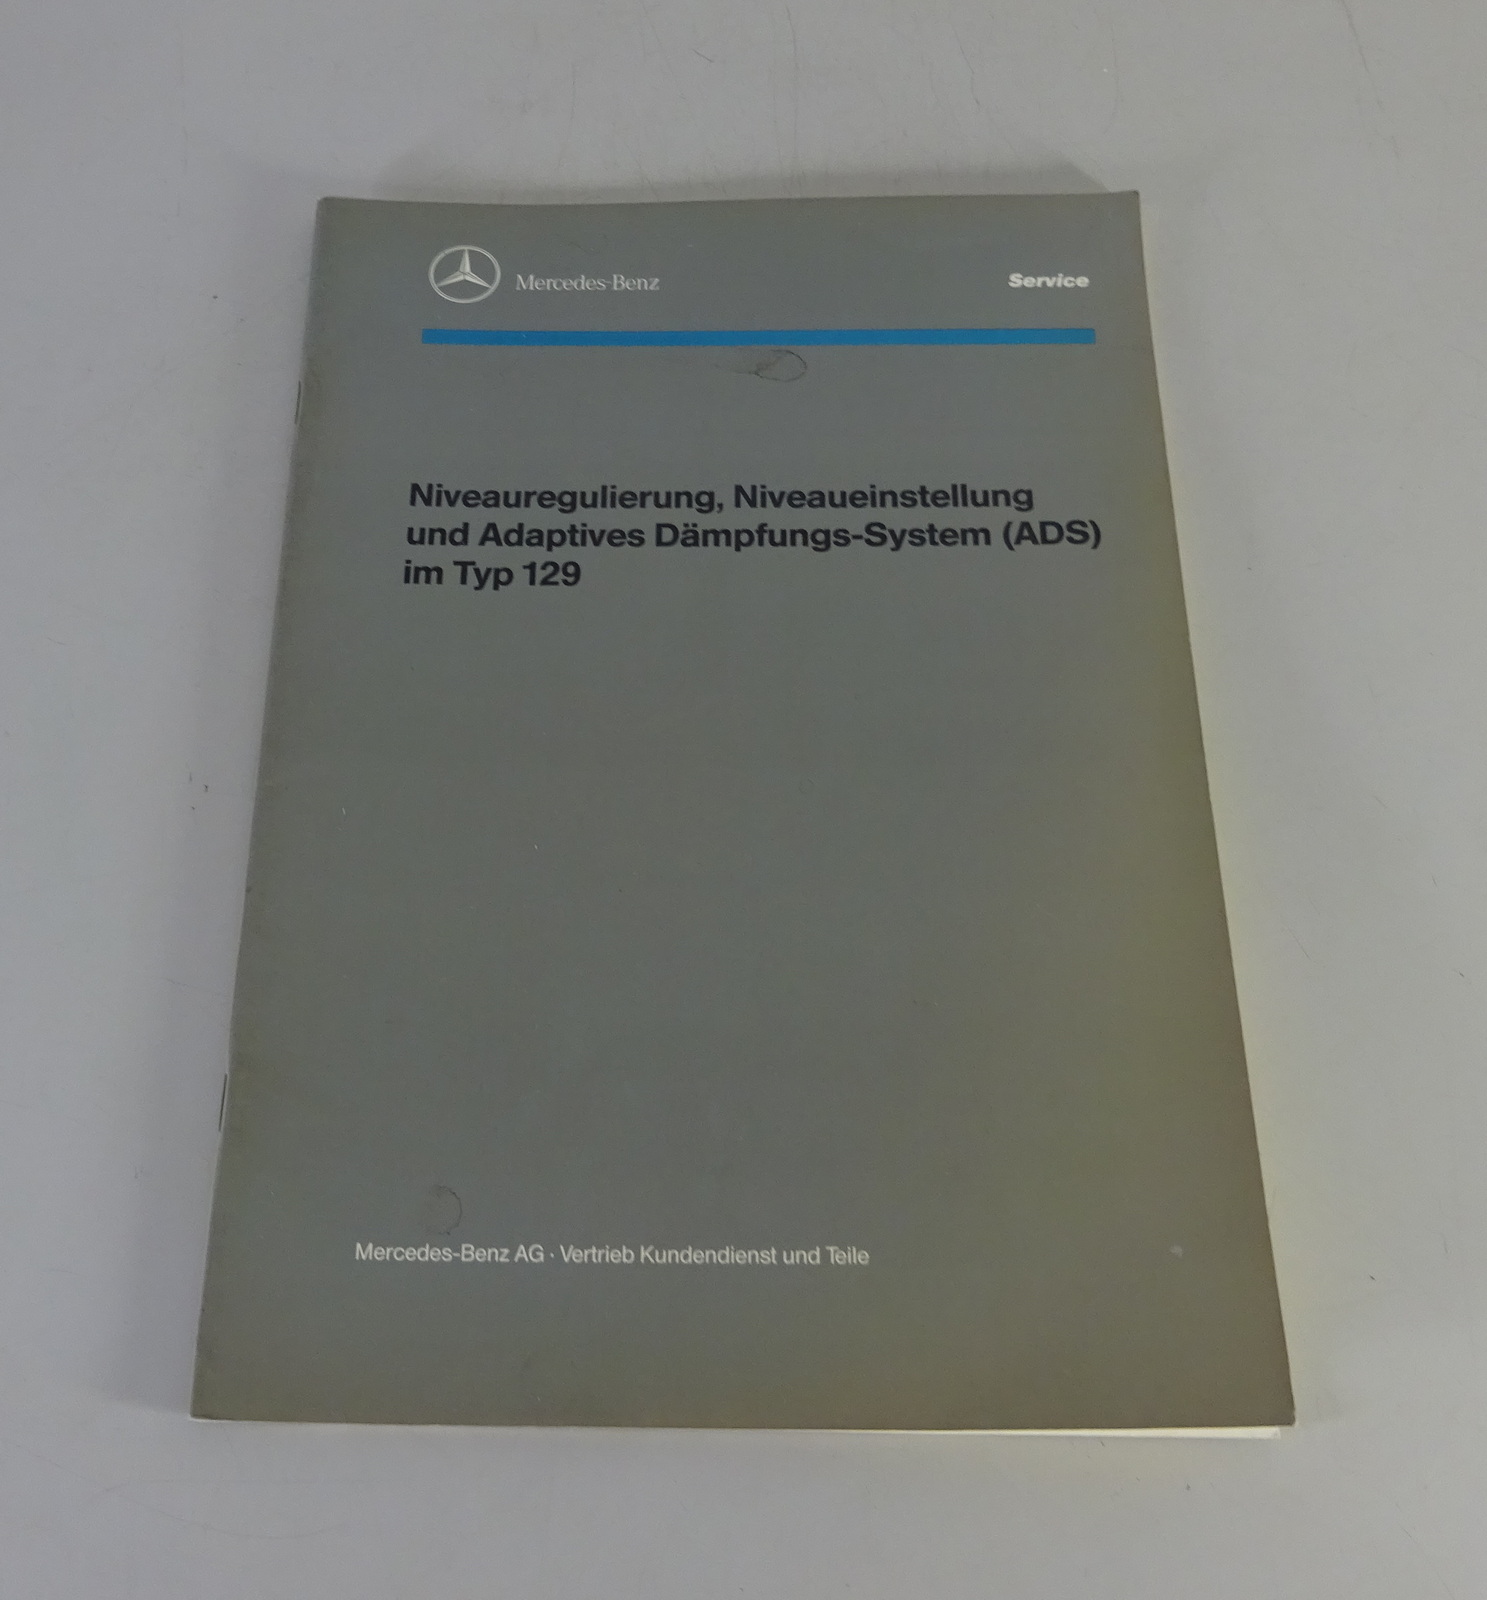 Mercedes-Benz
Service
Niveauregulierung, Niveaueinstellung
und Adaptives Dämpfungs-System (ADS)
im Typ 129
Mercedes-Benz AG · Vertrieb Kundendienst und Teile